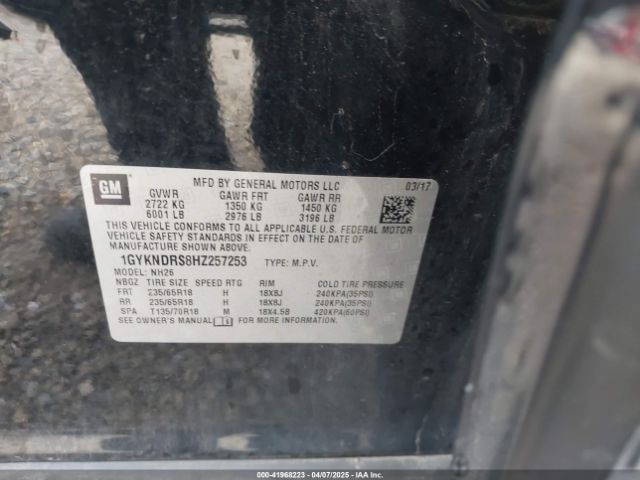 GM
MFD BY GENERAL MOTORS LLC 03/17
GVWR GAWR FRT GAWR RR
2722 KG 1350 KG 1450 KG
6001 LB 2976 LB 3196 LB
THIS VEHICLE CONFORMS TO ALL APPLICABLE U.S. FEDERAL MOTOR
VEHICLE SAFETY STANDARDS IN EFFECT ON THE DATE OF
MANUFACTURE SHOWN ABOVE.
1GYKNDRS8HZ257253 TYPE: M.P.V.
MODEL: NH26
NBGZ TIRE SIZE SPEED RTG RIM COLD TIRE PRESSURE
FRT 235/65R18 H 18X8J 240KPA(35PSI)
RR 235/65R18 H 18X8J 240KPA(35PSI)
SPA T135/70R18 M 18X4.5B 420KPA(60PSI)
SEE OWNER'S MANUAL FOR MORE INFORMATION.
000-41968223 - 04/07/2025 - IAAI.COM